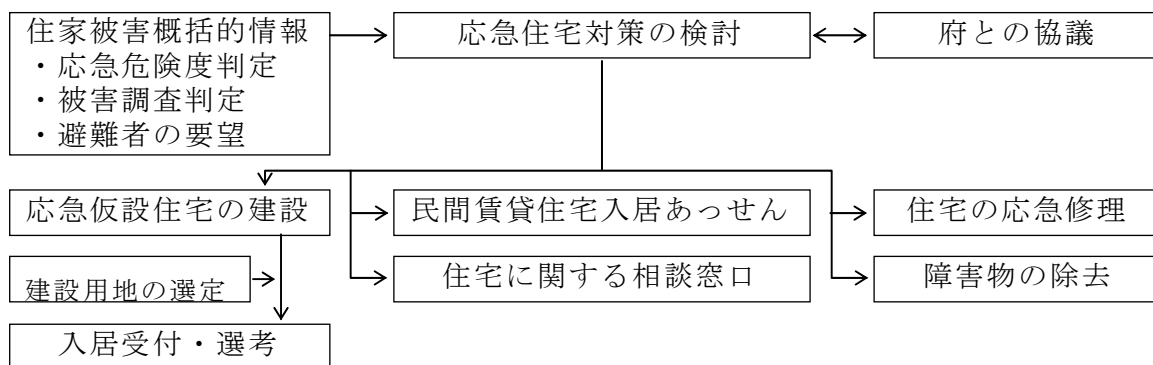 住家被害概括的情報
・応急危険度判定
・被害調査判定
・避難者の要望
応急住宅対策の検討
府との協議
応急仮設住宅の建設
民間賃貸住宅入居あっせん
住宅の応急修理
建設用地の選定
住宅に関する相談窓口
障害物の除去
入居受付・選考